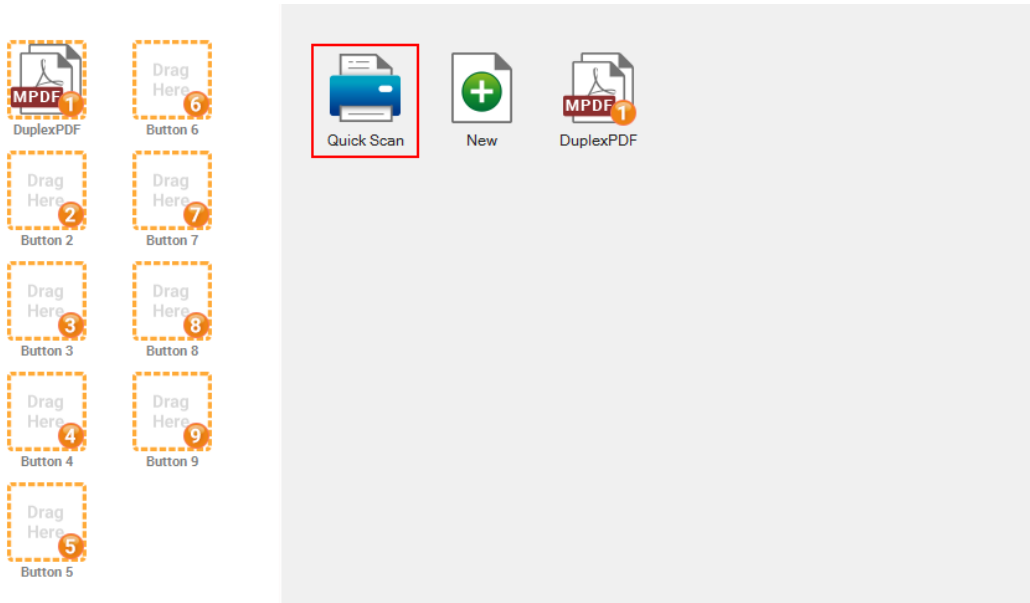 MPDF 1
DuplexPDF
Drag
Here
6
Button 6
Drag
Here
2
Button 2
Drag
Here
7
Button 7
Drag
Here
3
Button 3
Drag
Here
8
Button 8
Drag
Here
4
Button 4
Drag
Here
9
Button 9
Drag
Here
5
Button 5
Quick Scan
New
MPDF 1
DuplexPDF